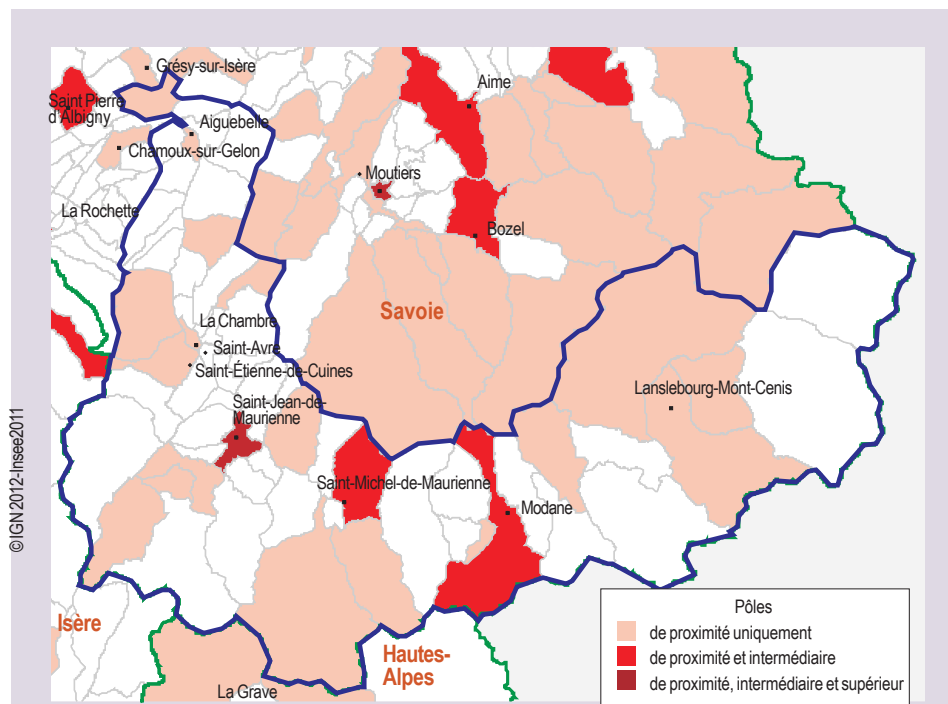 Grésy-sur-Isère
Aime
Saint Pierre
d'Albigny
Aiguebelle
Chamoux-sur-Gelon
Moutiers
La Rochette
Bozel
Savoie
La Chambre
Saint-Avre
Saint-Étienne-de-Cuines
Lanslebourg-Mont-Cenis
Saint-Jean-de-
Maurienne
Saint-Michel-de-Maurienne
Modane
©IGN2012-Insee2011
Isère
Hautes-
Alpes
La Grave
Pôles
de proximité uniquement
de proximité et intermédiaire
de proximité, intermédiaire et supérieur